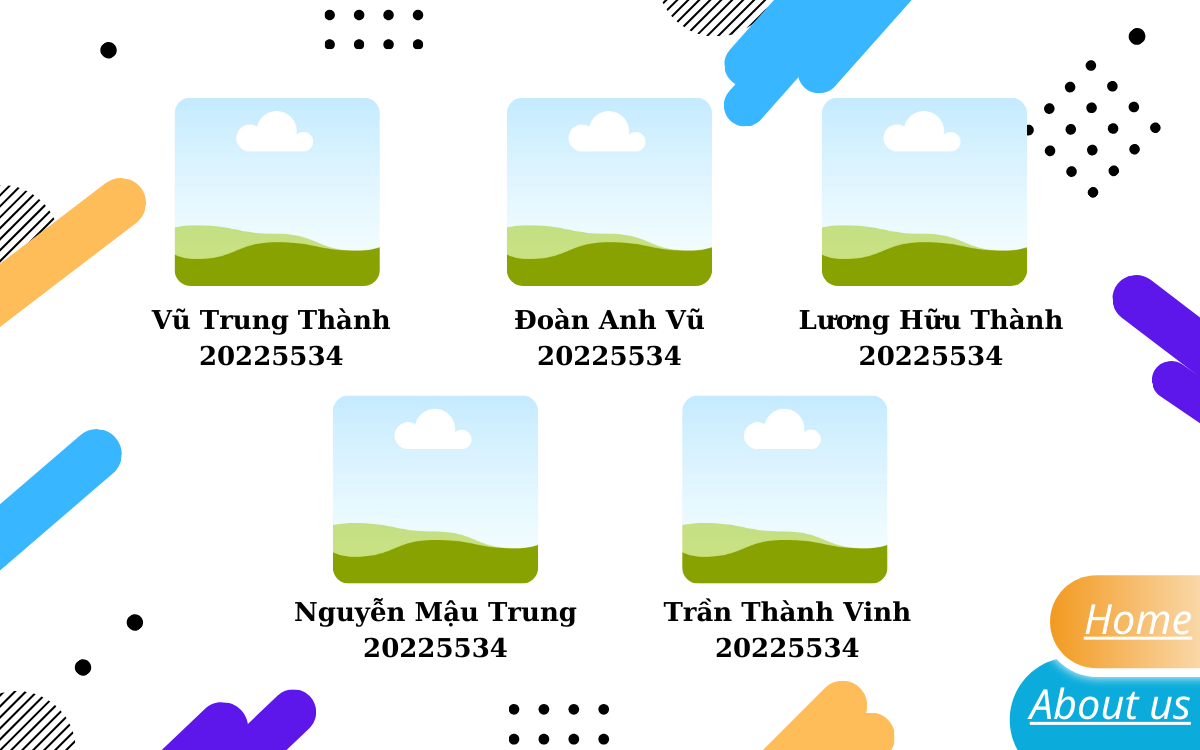 Vũ Trung Thành
20225534
Đoàn Anh Vũ
20225534
Lương Hữu Thành
20225534
Nguyễn Mậu Trung
20225534
Trần Thành Vinh
20225534
Home
About us